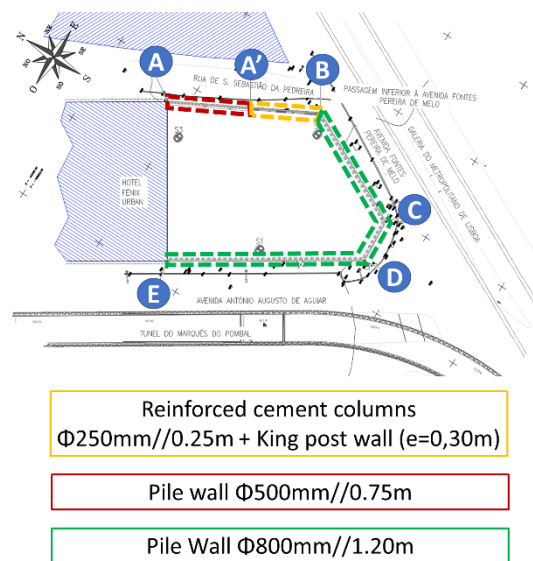 N
E
S
O
A
A'
B
RUA DE S. SEBASTIÃO DA PEDREIRA
PASSAGEM INFERIOR À AVENIDA FONTES
PEREIRA DE MELO
S3
AVENIDA FONTES
PEREIRA DE MELO
GALERIA DO METROPOLITANO DE LISBOA
HOTEL
FÉNIX
URBAN
C
S1
D
E
AVENIDA ANTÓNIO AUGUSTO DE AGUIAR
TUNEL DO MARQUÊS DO POMBAL
Reinforced cement columns
Φ250mm//0.25m + King post wall (e=0,30m)
Pile wall Φ500mm//0.75m
Pile Wall Φ800mm//1.20m